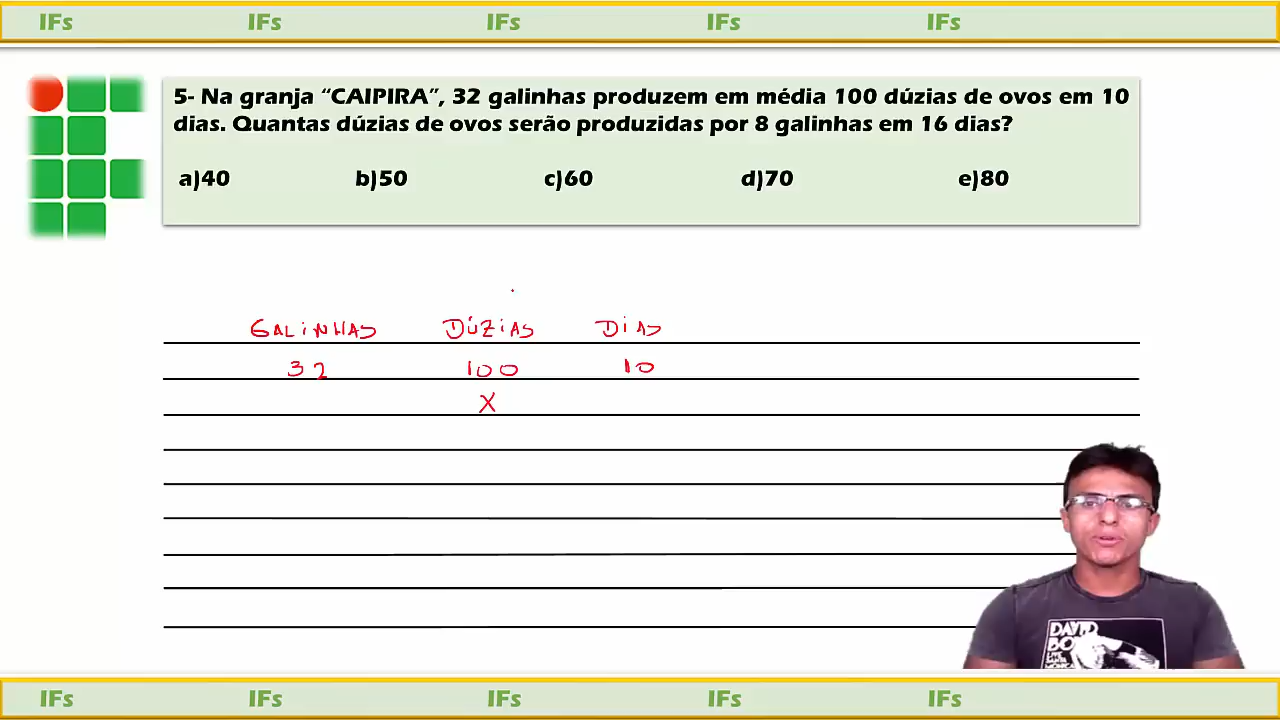 IFs IFs IFs IFs IFs
5- Na granja “CAIPIRA”, 32 galinhas produzem em média 100 dúzias de ovos em 10
dias. Quantas dúzias de ovos serão produzidas por 8 galinhas em 16 dias?
a)40 b)50 c)60 d)70 e)80
GALINHAS DÚZIAS DIAS
32 100 10
X
DAVID
BO
IFs IFs IFs IFs IFs